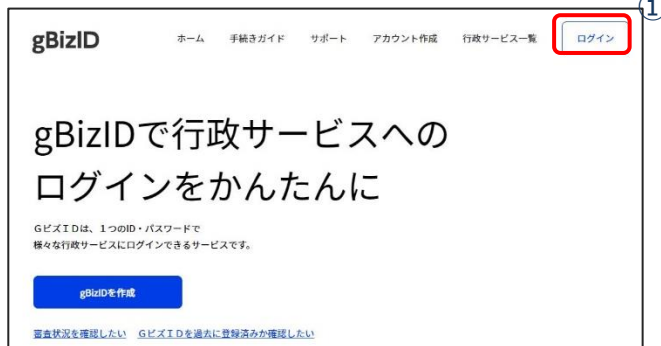 ①
gBizID ホーム 手続きガイド サポート アカウント作成 行政サービス一覧 ログイン
gBizIDで行政サービスへの
ログインをかんたんに
GビズIDは、1つのID・パスワードで
様々な行政サービスにログインできるサービスです。
gBizIDを作成
審査状況を確認したい GビズIDを過去に登録済みか確認したい